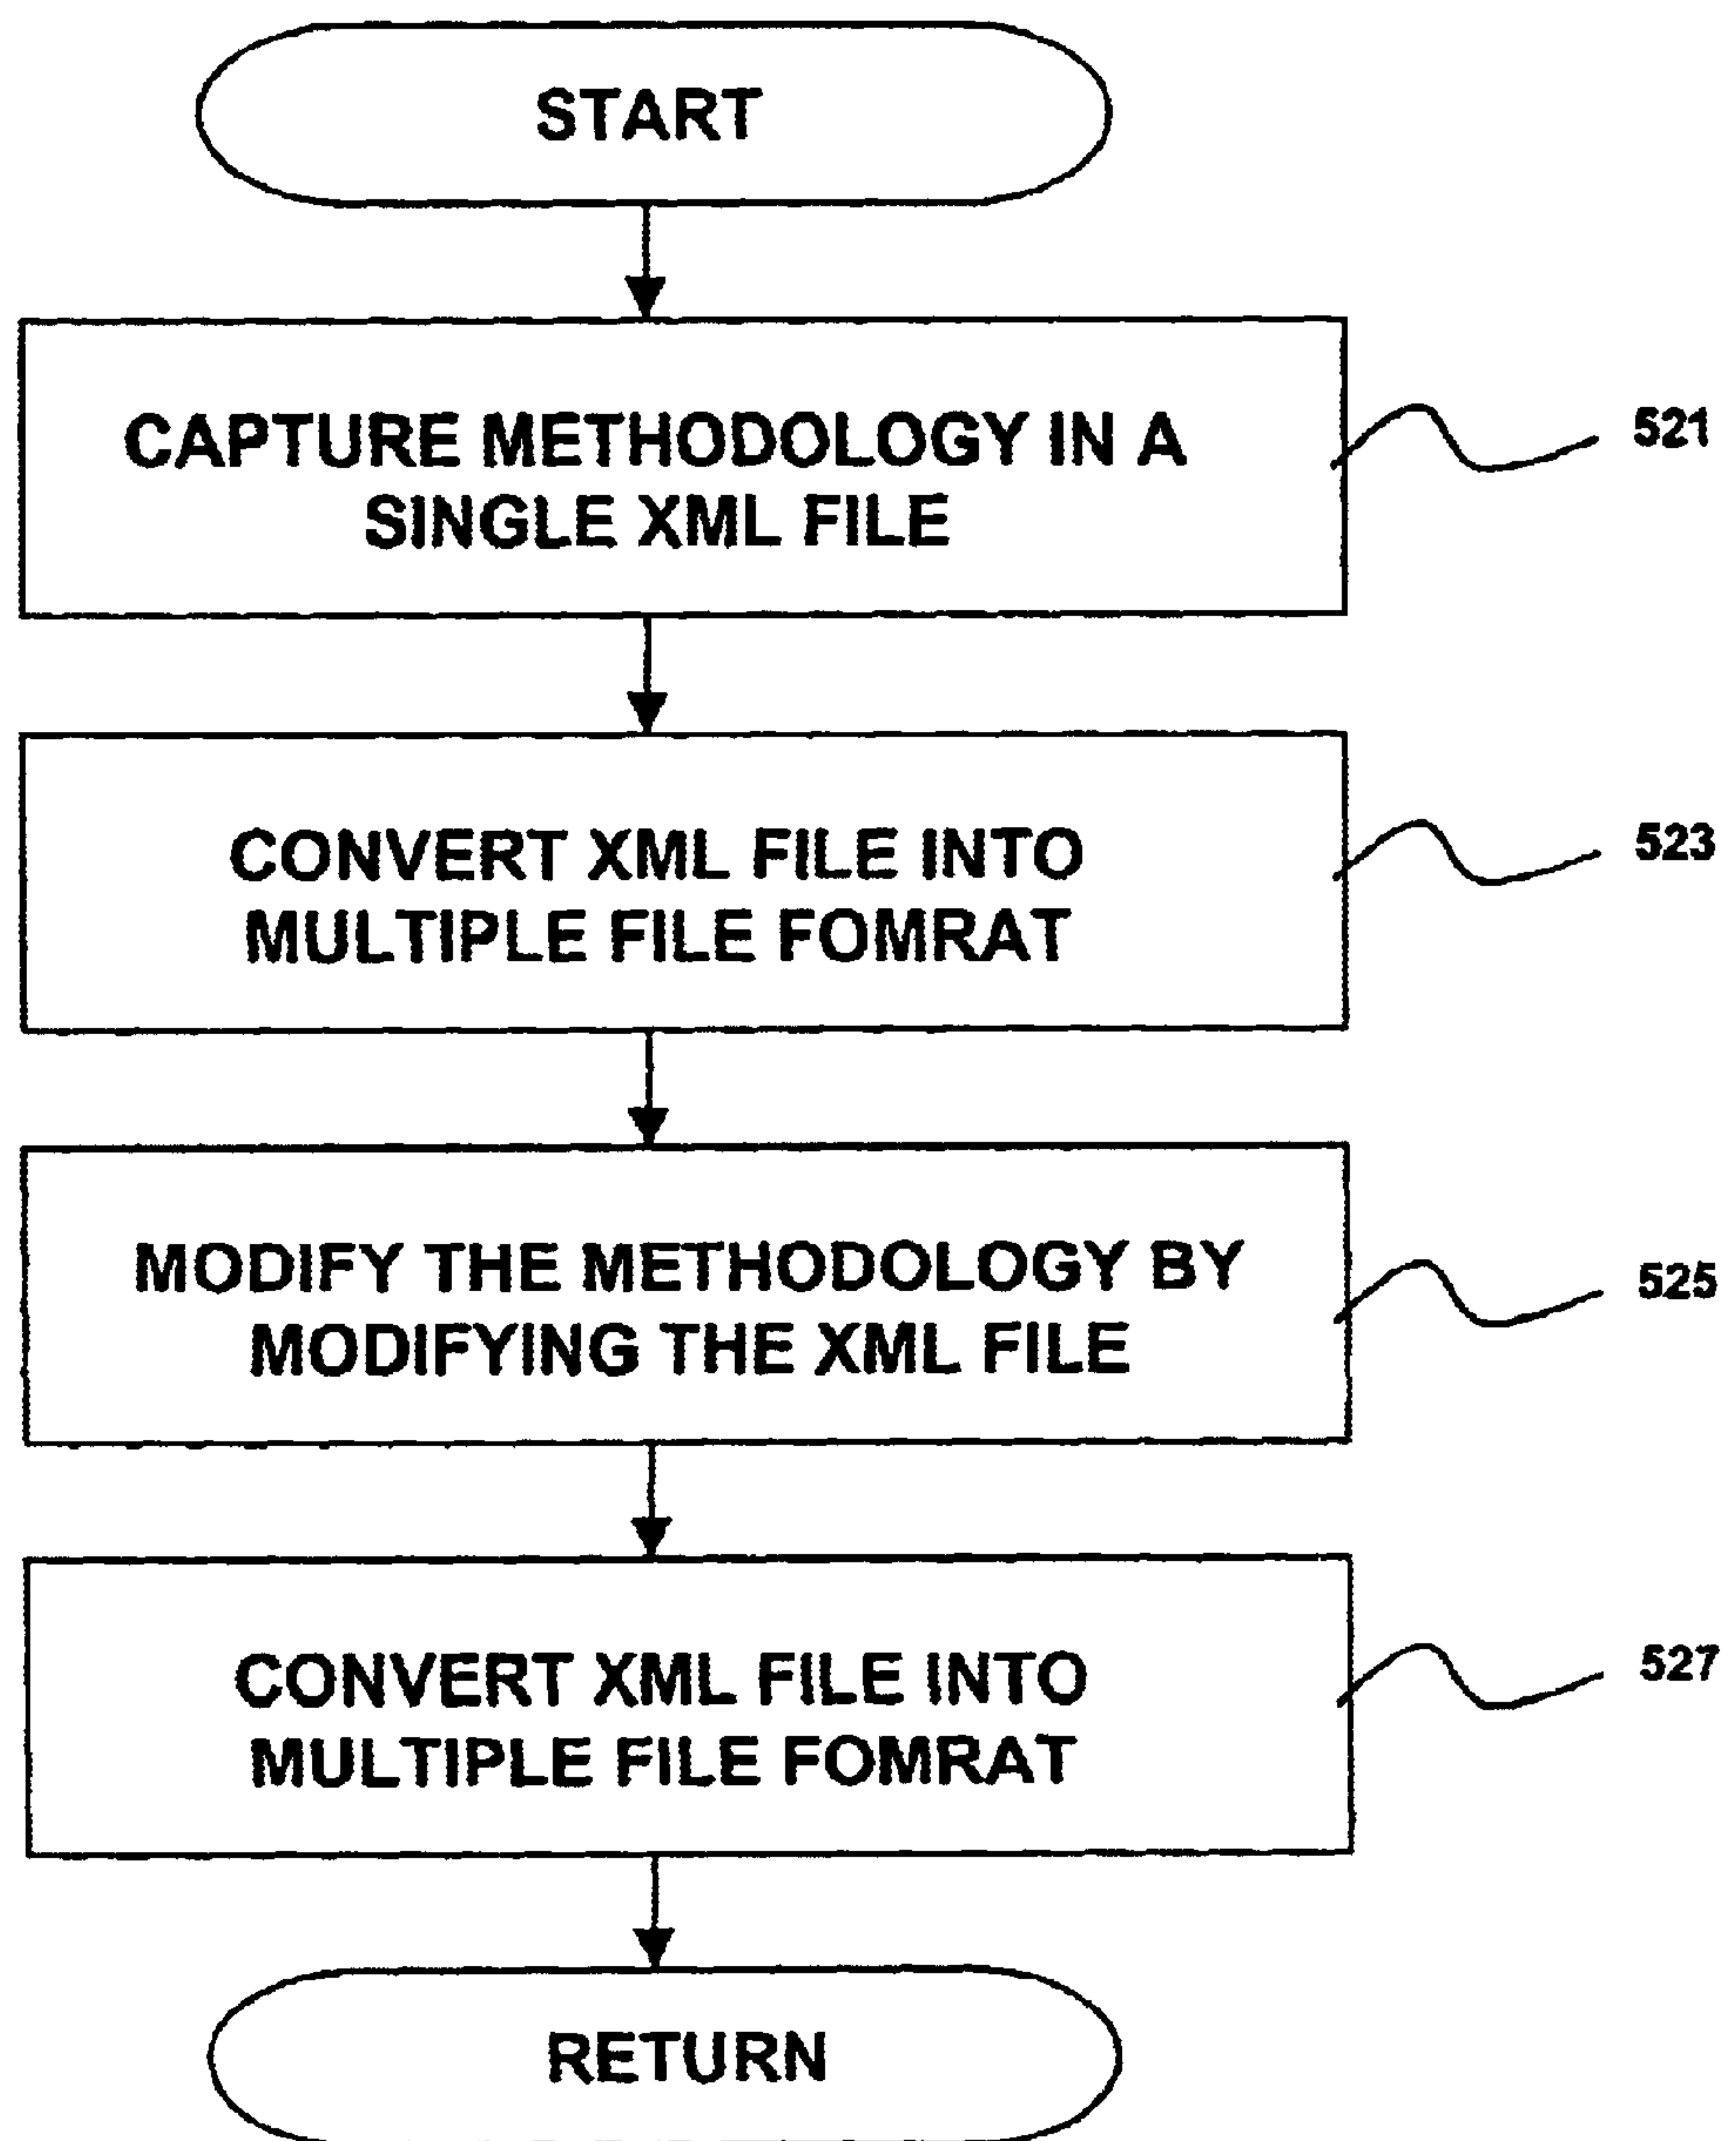 START
CAPTURE METHODOLOGY IN A
SINGLE XML FILE
521
CONVERT XML FILE INTO
MULTIPLE FILE FOMRAT
523
MODIFY THE METHODOLOGY BY
MODIFYING THE XML FILE
525
CONVERT XML FILE INTO
MULTIPLE FILE FOMRAT
527
RETURN